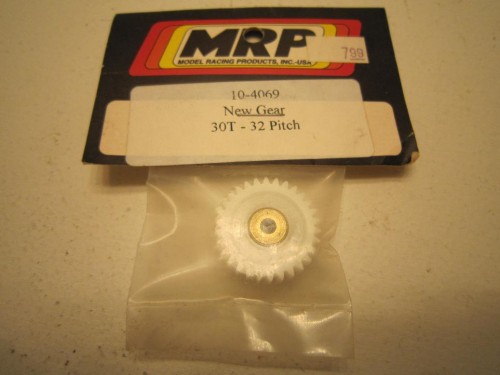 MRP
799
MODEL RACING PRODUCTS, INC.-USA
10-4069
New Gear
30T - 32 Pitch